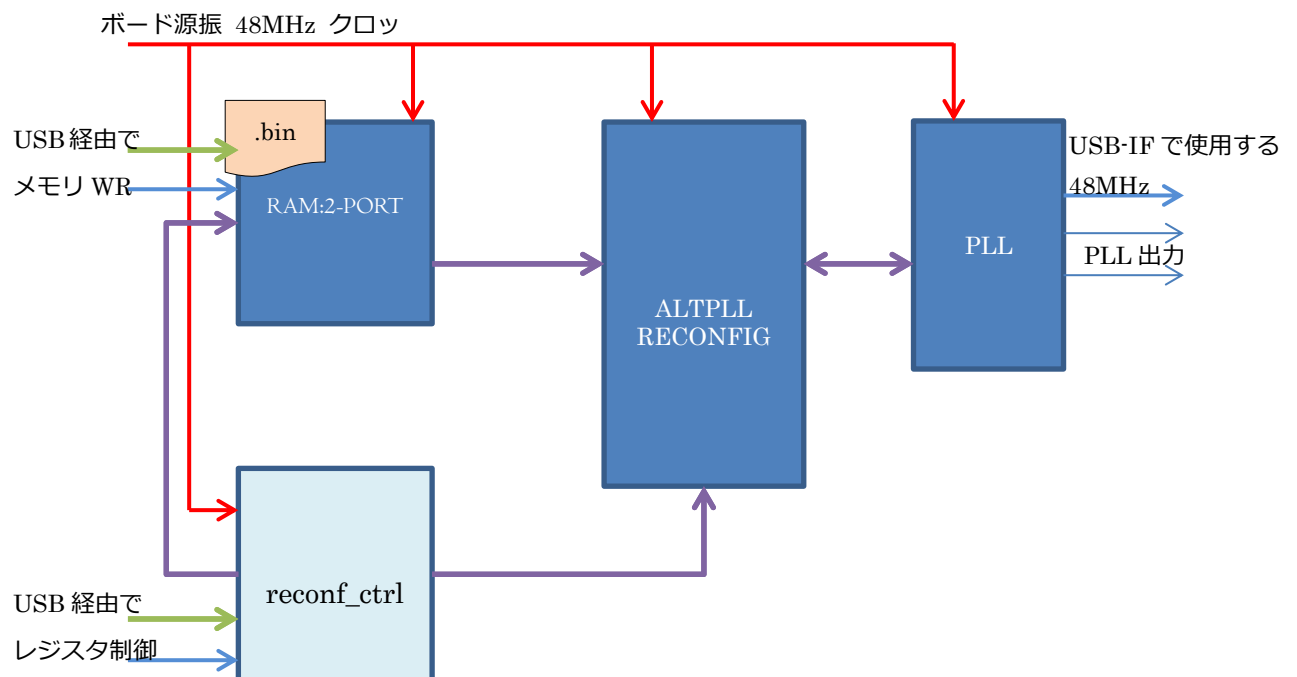 ボード源振 48MHz クロッ
.bin
USB 経由で
メモリ WR
RAM:2-PORT
ALTPLL
RECONFIG
PLL
USB-IF で使用する
48MHz
PLL 出力
reconf_ctrl
USB 経由で
レジスタ制御